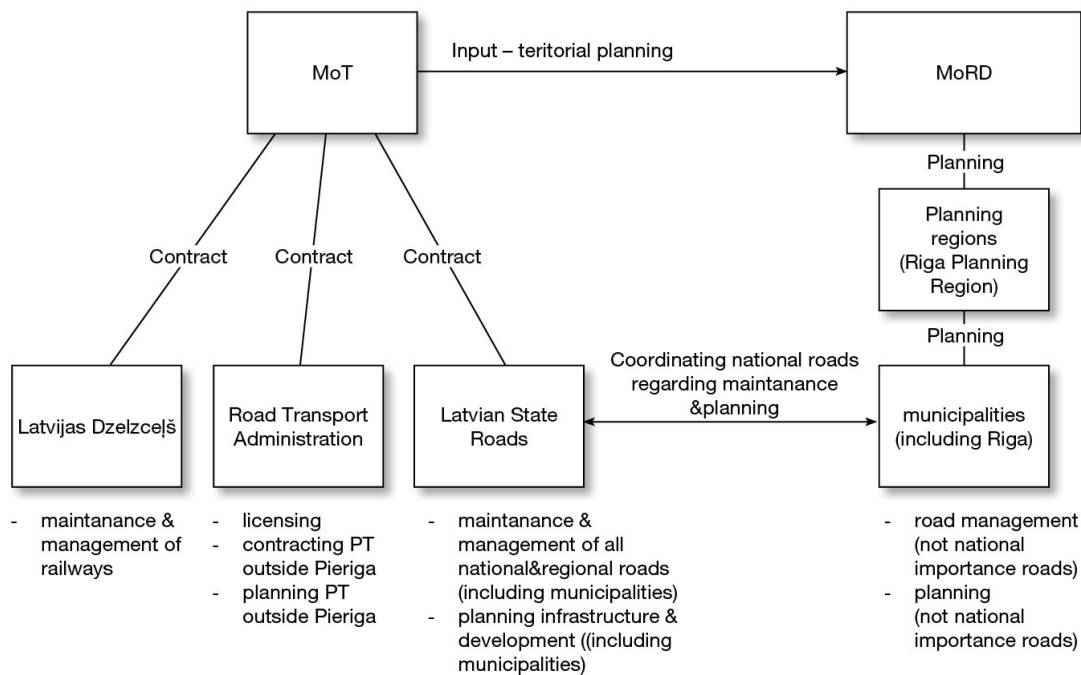 Input – teritorial planning
MoT
MoRD
Planning
Planning
regions
(Riga Planning
Region)
Planning
Contract
Contract
Contract
Coordinating national roads
regarding maintanance
&planning
Latvijas Dzelzceļš
Road Transport
Administration
Latvian State
Roads
municipalities
(including Riga)
- maintanance &
management of
railways
- licensing
- contracting PT
outside Pieriga
- planning PT
outside Pieriga
- maintanance &
management of all
national&regional roads
(including municipalities)
- planning infrastructure &
development ((including
municipalities)
- road management
(not national
importance roads)
- planning
(not national
importance roads)